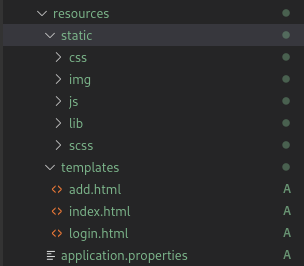 resources
static
css
img
js
lib
scss
templates
add.html A
index.html A
login.html A
application.properties A